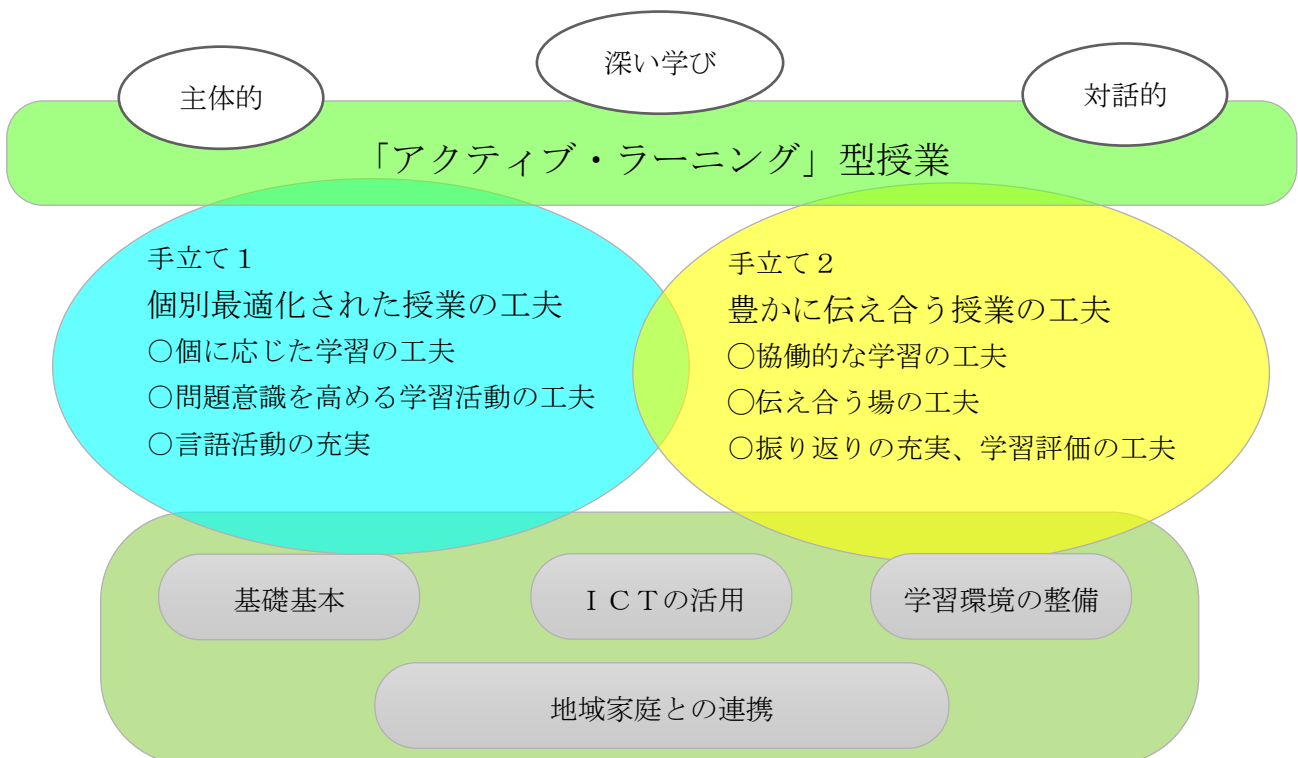 深い学び
主体的
対話的
「アクティブ・ラーニング」型授業
手立て１
個別最適化された授業の工夫
○個に応じた学習の工夫
○問題意識を高める学習活動の工夫
○言語活動の充実
手立て２
豊かに伝え合う授業の工夫
○協働的な学習の工夫
○伝え合う場の工夫
○振り返りの充実、学習評価の工夫
基礎基本
ＩＣＴの活用
学習環境の整備
地域家庭との連携